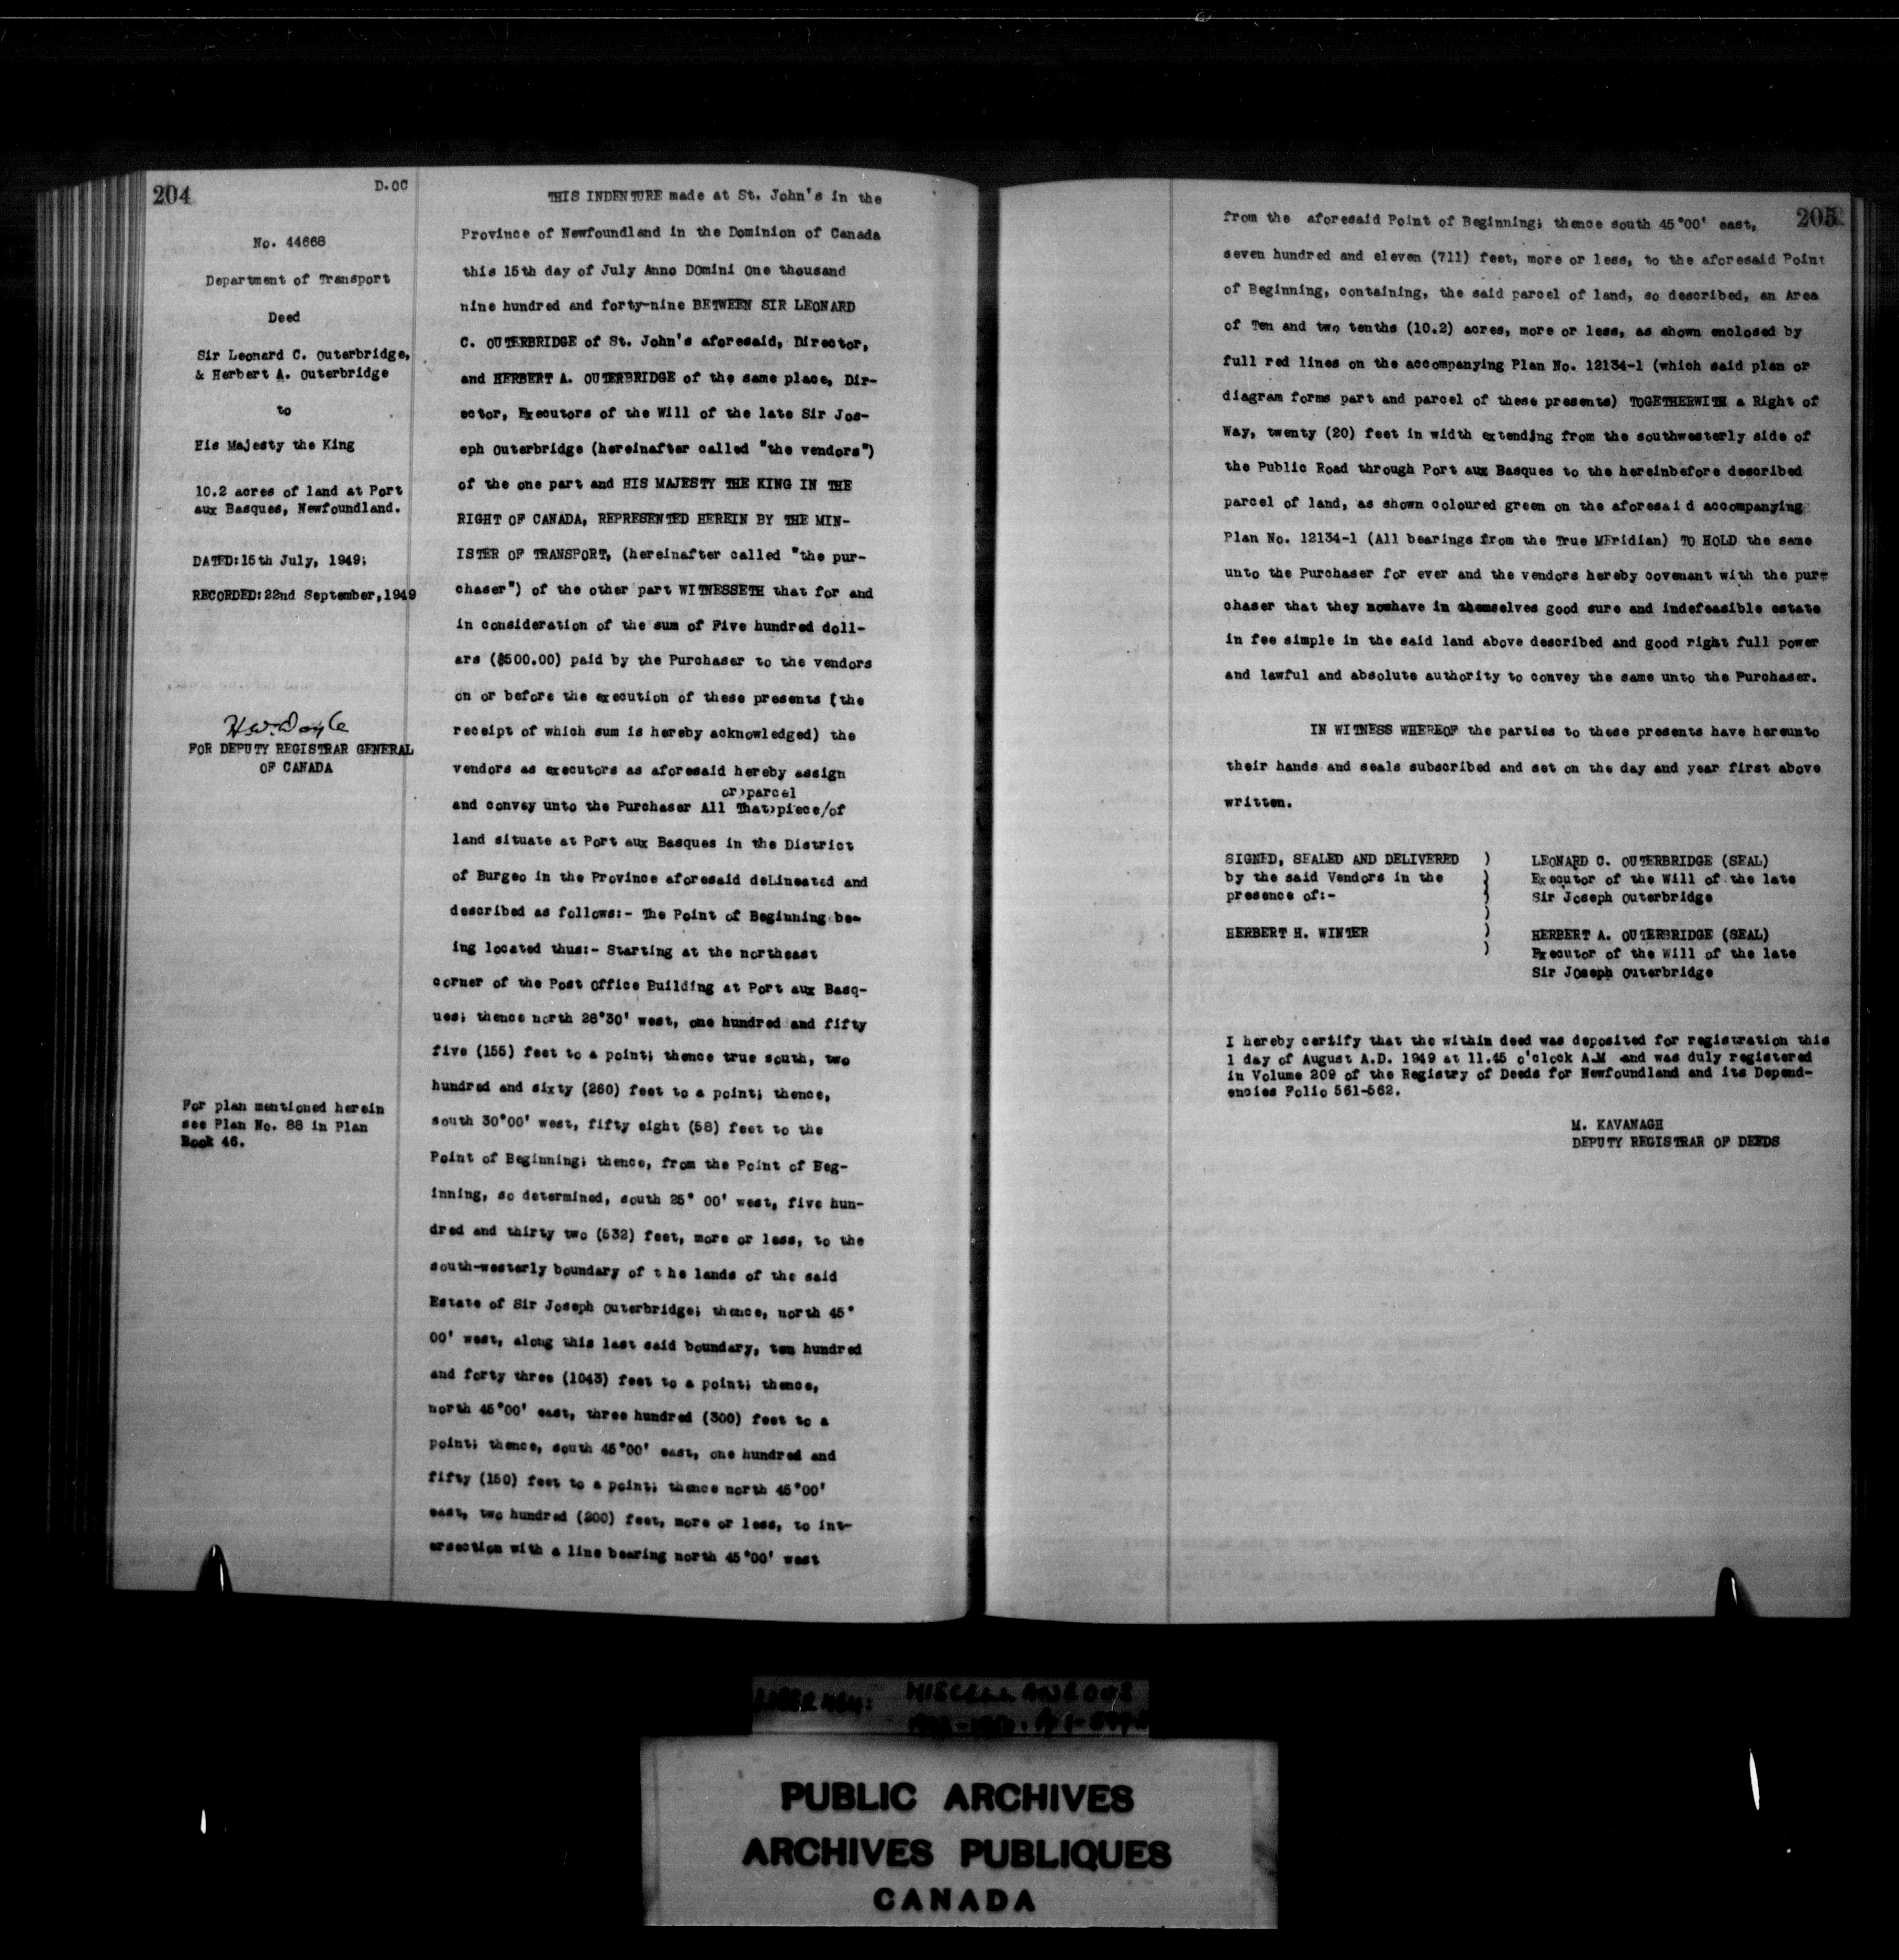 204
D.OC
No. 44668
Department of Transport
Deed
Sir Leonard C. Outerbridge,
& Herbert A. Outerbridge
to
His Majesty the King
10.2 acres of land at Port
aux Basques, Newfoundland.
DATED:15th July, 1949;
RECORDED:22nd September,1949
H.W.Doyle
FOR DEPUTY REGISTRAR GENERAL
OF CANADA
For plan mentioned herein
see Plan No. 88 in Plan
Book 46.
THIS INDENTURE made at St. John's in the
Province of Newfoundland in the Dominion of Canada
this 15th day of July Anno DOmini One thousand
nine hundred and forty-nine BETWEEN SIR LEONARD
C. OUTERBRIDGE of St. John's aforesaid, Director,
and HERBERT A. OUTERBRIDGE of the same place, Dir-
ector, Executors of the Will of the late Sir Jos-
eph Outerbridge (hereinafter called "the vendors")
of the one part and HIS MAJESTY THE KING IN THE
RIGHT OF CANADA, REPRESENTED HEREIN BY THE MIN-
ISTER OF TRANSPORT, (hereinafter called "the pur-
chaser") of the other part WITNESSETH that for and
in consideration of the sum of Five hundred doll-
ars ($500.00) paid by the Purchaser to the vendors
on or before the execution of these presents (the
receipt of which sum is hereby acknowledged) the
vendors as executors as aforesaid hereby assign
or parcel
and convey unto the Purchaser All That piece/of
land situate at Port aux Basques in the District
of Burgeo in the Province aforesaid deLineated and
described as follows:- The Point of Beginning be-
ing located thus:- Starting at the northeast
corner of the Post Office Building at Port aux Basq-
ues; thence north 28°30' west, one hundred and fifty
five (155) feet to a point; thence true south, two
hundred and sixty (260) feet to a point; thence,
south 30°00' west, fifty eight (58) feet to the
Point of Beginning; thence, from the Point of Beg-
inning, so determined, south 25° 00' west, five hun-
dred and thirty two (532) feet, more or less, to the
south-westerly boundary of t he lands of the said
Estate of Sir Joseph Outerbridge; thence, north 45°
00' west, along this last said boundary, ten hundred
and forty three (1043) feet to a point; thence,
north 45°00' east, three hundred (300) feet to a
point; thence, south 45°00' east, one hundred and
fifty (150) feet to a point; thence north 45°00'
east, two hundred (200) feet, more or less, to int-
ersection with a line bearing north 45°00' west
205
from the aforesaid Point of Beginning; thence south 45°00' east,
seven hundred and eleven (711) feet, more or less, to the aforesaid Point
of Beginning, containing, the said parcel of land, so described, an Area
of Ten and two tenths (10.2) acres, more or less, as shown enclosed by
full red lines on the accompanying Plan No. 12134-1 (which said plan or
diagram forms part and parcel of these presents) TOGETHERWITH a Right of
Way, twenty (20) feet in width extending from the southwesterly side of
the Public Road through Port aux Basques to the hereinbefore described
parcel of land, as shown coloured green on the aforesai d accompanying
Plan No. 12134-1 (All bearings from the True MEridian) TO HOLD the same
unto the Purchaser for ever and the vendors hereby covenant with the pur-
chaser that they nowhave in themselves good sure and indefeasible estate
in fee simple in the said land above described and good right full power
and lawful and absolute authority to convey the same unto the Purchaser.
IN WITNESS WHEREOF the parties to these presents have hereunto
their hands and seals subscribed and set on the day and year first above
written.
SIGNED, SEALED AND DELIVERED )
by the said Vendors in the )
presence of:- )
)
HERBERT H. WINTER )
)
LEONARD C. OUTERBRIDGE (SEAL)
Executor of the Will of the late
Sir Joseph Outerbridge
HERBERT A. OUTERBRIDGE (SEAL)
Executor of the Will of the late
Sir Joseph Outerbridge
I hereby certify that the within deed was deposited for registration this
1 day of August A.D. 1949 at 11.45 o'clock A.M and was duly registered
in Volume 209 of the Registry of Deeds for Newfoundland and its Depend-
encies Folio 561-562.
M. KAVANAGH
DEPUTY REGISTRAR OF DEEDS
MISCELLANEOUS
PUBLIC ARCHIVES
ARCHIVES PUBLIQUES
CANADA